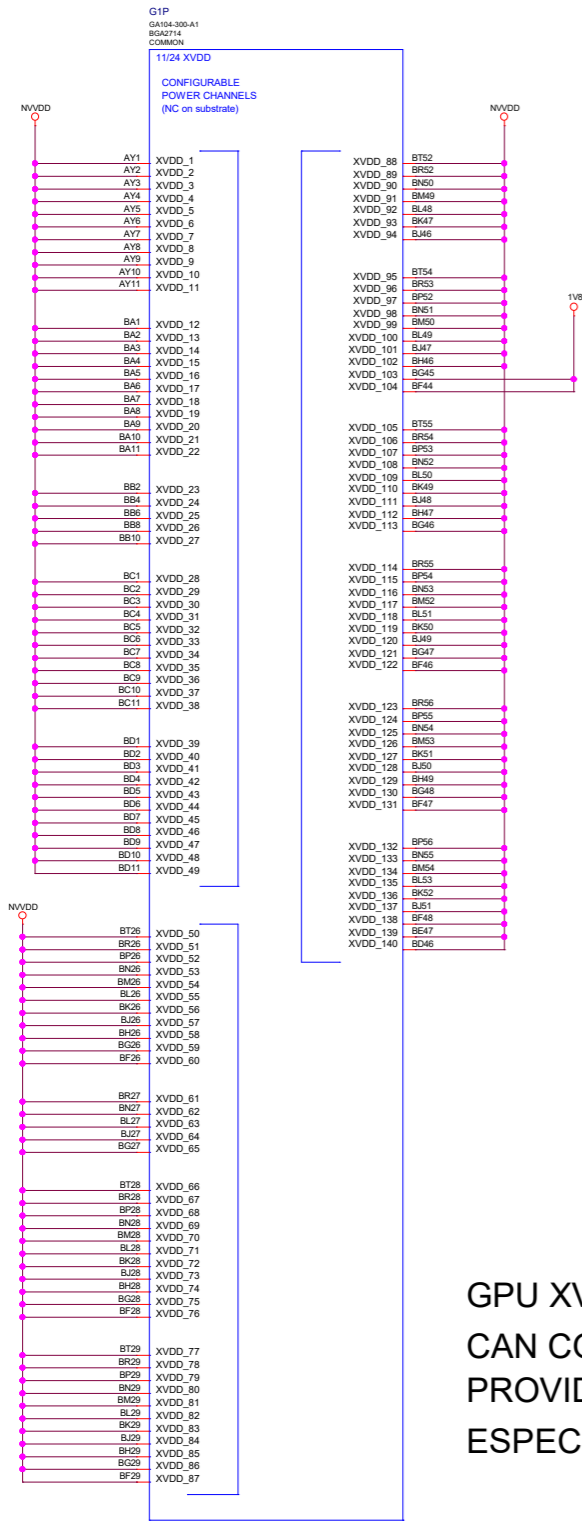 G1P
GA104-300-A1
BGA2714
COMMON
11/24 XVDD
CONFIGURABLE
POWER CHANNELS
(NC on substrate)
NVVDD
AY1 XVDD_1
AY2 XVDD_2
AY3 XVDD_3
AY4 XVDD_4
AY5 XVDD_5
AY6 XVDD_6
AY7 XVDD_7
AY8 XVDD_8
AY9 XVDD_9
AY10 XVDD_10
AY11 XVDD_11
BA1 XVDD_12
BA2 XVDD_13
BA3 XVDD_14
BA4 XVDD_15
BA5 XVDD_16
BA6 XVDD_17
BA7 XVDD_18
BA8 XVDD_19
BA9 XVDD_20
BA10 XVDD_21
BA11 XVDD_22
BB2 XVDD_23
BB4 XVDD_24
BB6 XVDD_25
BB8 XVDD_26
BB10 XVDD_27
BC1 XVDD_28
BC2 XVDD_29
BC3 XVDD_30
BC4 XVDD_31
BC5 XVDD_32
BC6 XVDD_33
BC7 XVDD_34
BC8 XVDD_35
BC9 XVDD_36
BC10 XVDD_37
BC11 XVDD_38
BD1 XVDD_39
BD2 XVDD_40
BD3 XVDD_41
BD4 XVDD_42
BD5 XVDD_43
BD6 XVDD_44
BD7 XVDD_45
BD8 XVDD_46
BD9 XVDD_47
BD10 XVDD_48
BD11 XVDD_49
NVVDD
BT26 XVDD_50
BR26 XVDD_51
BP26 XVDD_52
BN26 XVDD_53
BM26 XVDD_54
BL26 XVDD_55
BK26 XVDD_56
BJ26 XVDD_57
BH26 XVDD_58
BG26 XVDD_59
BF26 XVDD_60
BR27 XVDD_61
BN27 XVDD_62
BL27 XVDD_63
BJ27 XVDD_64
BG27 XVDD_65
BT28 XVDD_66
BR28 XVDD_67
BP28 XVDD_68
BN28 XVDD_69
BM28 XVDD_70
BL28 XVDD_71
BK28 XVDD_72
BJ28 XVDD_73
BH28 XVDD_74
BG28 XVDD_75
BF28 XVDD_76
BT29 XVDD_77
BR29 XVDD_78
BP29 XVDD_79
BN29 XVDD_80
BM29 XVDD_81
BL29 XVDD_82
BK29 XVDD_83
BJ29 XVDD_84
BH29 XVDD_85
BG29 XVDD_86
BF29 XVDD_87
NVVDD
XVDD_88 BT52
XVDD_89 BR52
XVDD_90 BN50
XVDD_91 BM49
XVDD_92 BL48
XVDD_93 BK47
XVDD_94 BJ46
XVDD_95 BT54
XVDD_96 BR53
XVDD_97 BP52
XVDD_98 BN51
XVDD_99 BM50
XVDD_100 BL49
XVDD_101 BJ47
XVDD_102 BH46
XVDD_103 BG45
XVDD_104 BF44
1V8
XVDD_105 BT55
XVDD_106 BR54
XVDD_107 BP53
XVDD_108 BN52
XVDD_109 BL50
XVDD_110 BK49
XVDD_111 BJ48
XVDD_112 BH47
XVDD_113 BG46
XVDD_114 BR55
XVDD_115 BP54
XVDD_116 BN53
XVDD_117 BM52
XVDD_118 BL51
XVDD_119 BK50
XVDD_120 BJ49
XVDD_121 BG47
XVDD_122 BF46
XVDD_123 BR56
XVDD_124 BP55
XVDD_125 BN54
XVDD_126 BM53
XVDD_127 BK51
XVDD_128 BJ50
XVDD_129 BH49
XVDD_130 BG48
XVDD_131 BF47
XVDD_132 BP56
XVDD_133 BN55
XVDD_134 BM54
XVDD_135 BL53
XVDD_136 BK52
XVDD_137 BJ51
XVDD_138 BF48
XVDD_139 BE47
XVDD_140 BD46
GPU
CAN